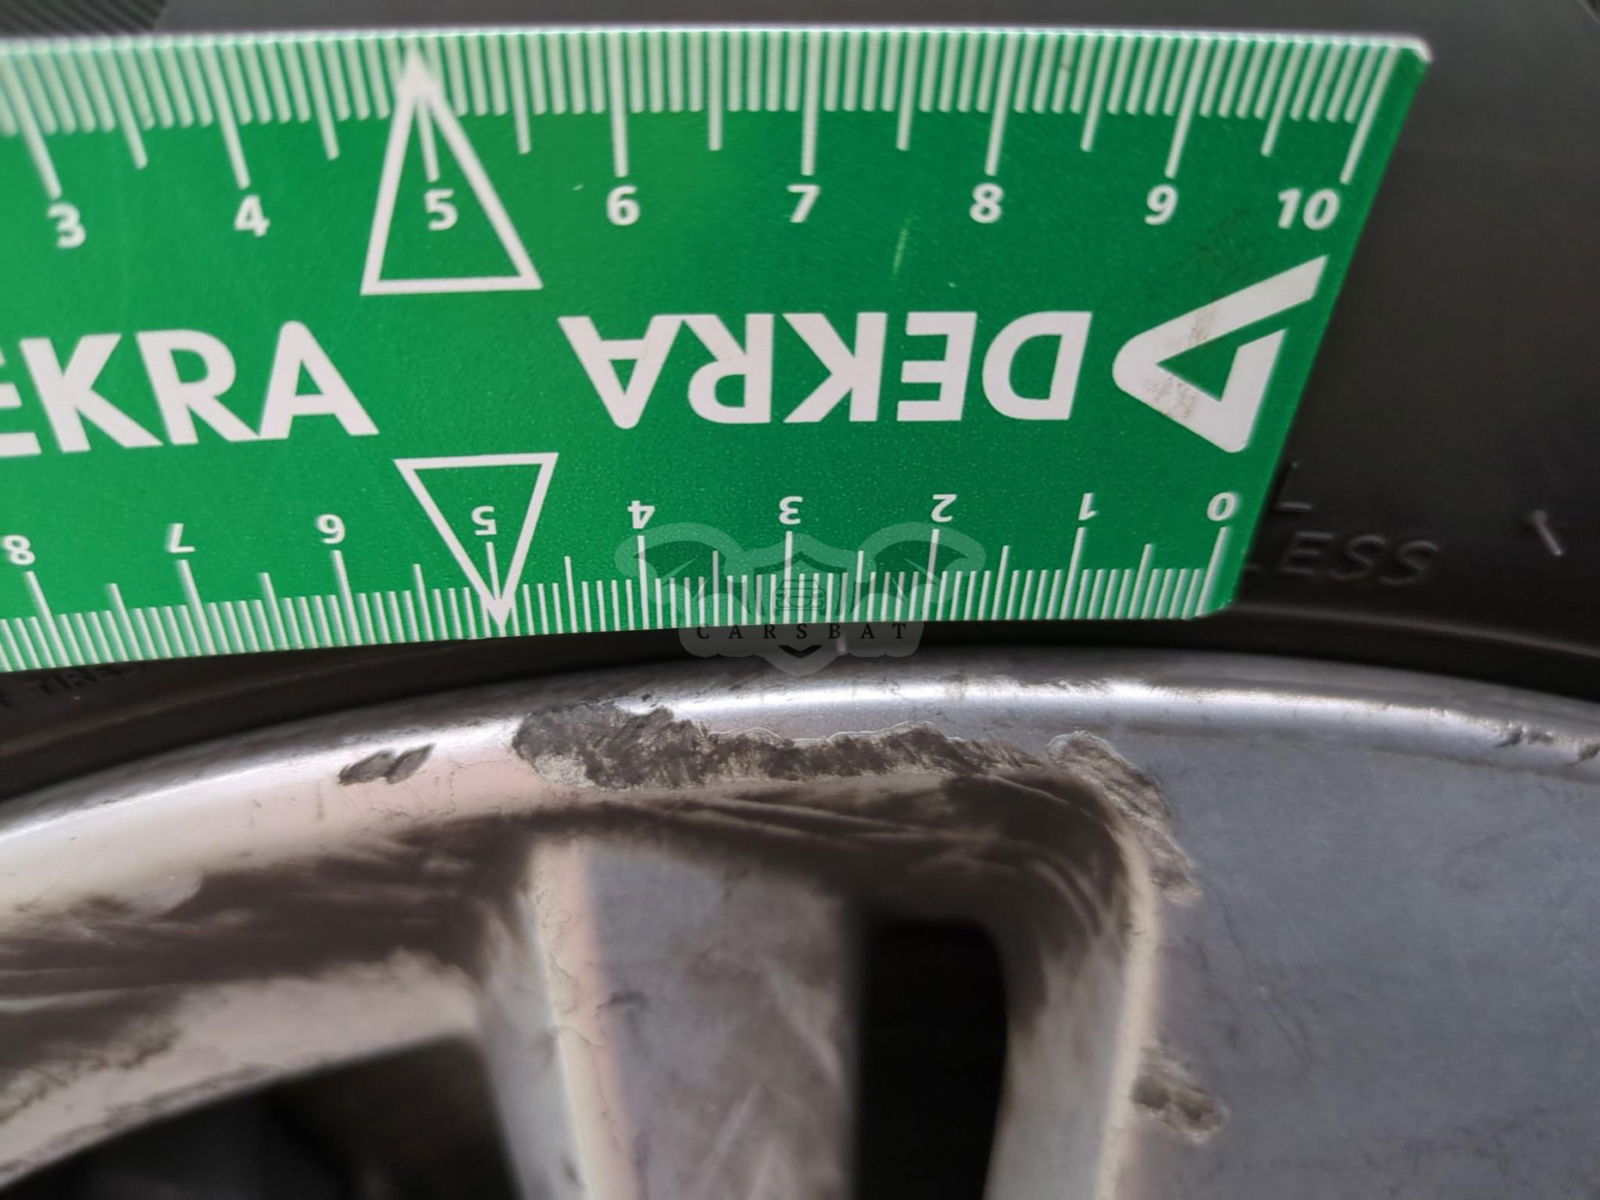 3 4 5 6 7 8 9 10
DEKRA
EKRA
8 7 6 5 4 3 2 1 0
L
LESS
CARSBAT
TIRE